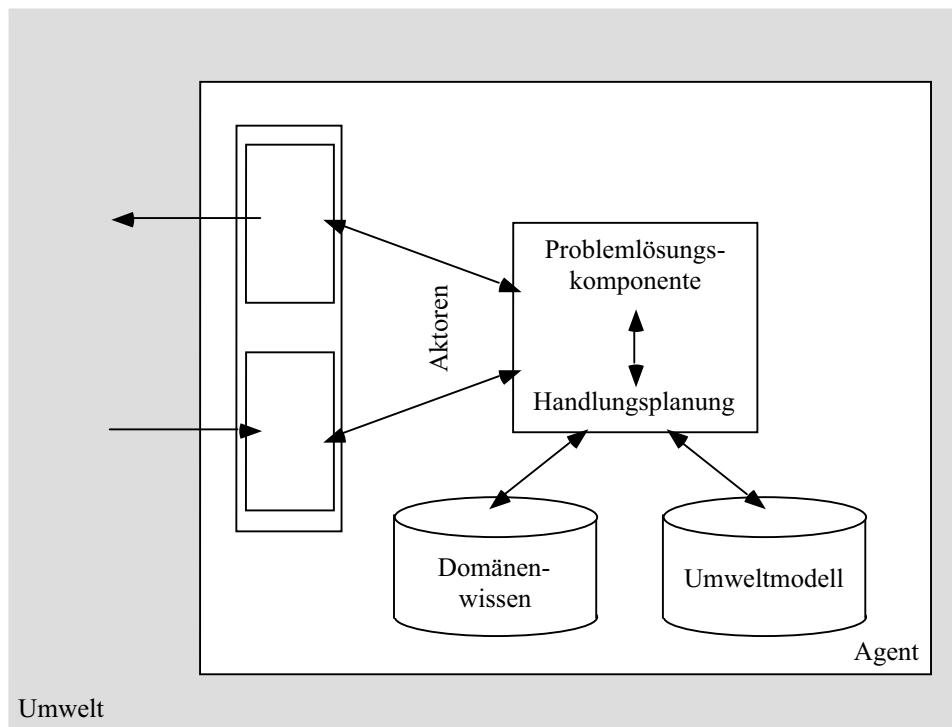 Problemlösungs-
komponente
Aktoren
Handlungsplanung
Domänen-
wissen
Umweltmodell
Agent
Umwelt